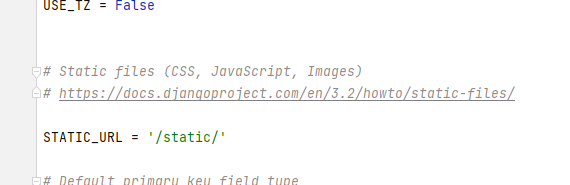 USE_TZ = False
# Static files (CSS, JavaScript, Images)
# https://docs.djangoproject.com/en/3.2/howto/static-files/
STATIC_URL = '/static/'
# Default primary key field type